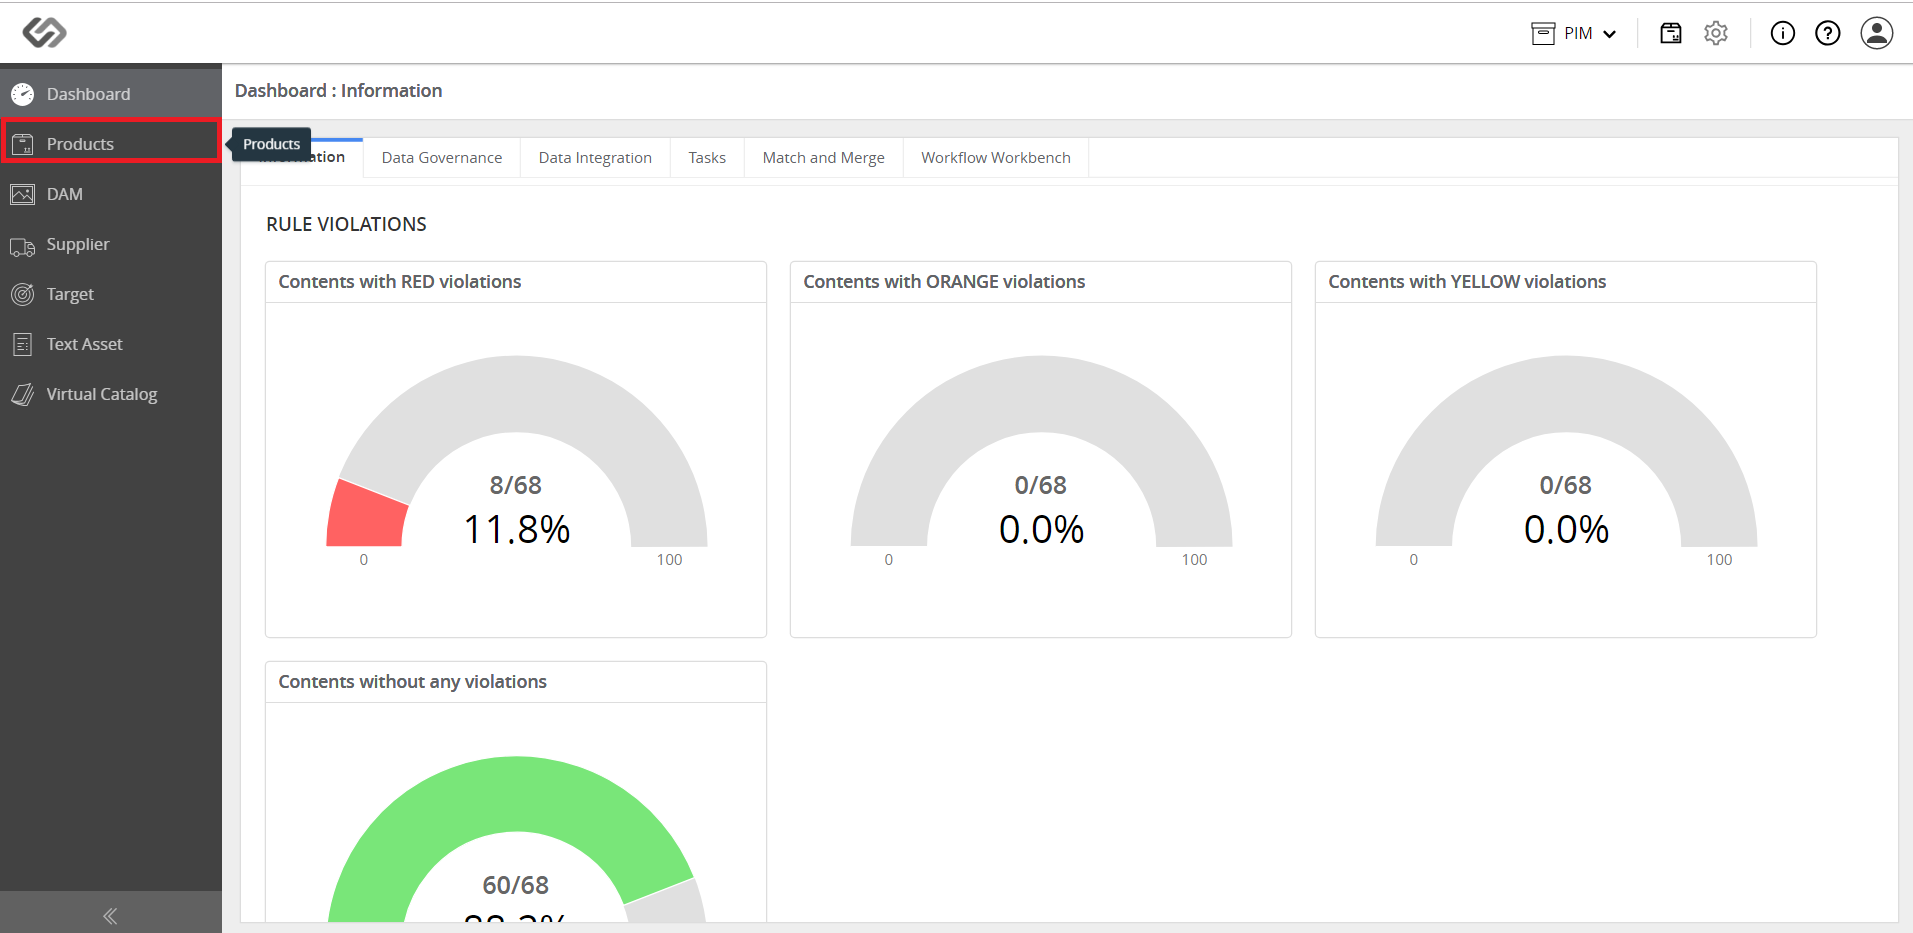 PIM
Dashboard
Products
DAM
Supplier
Target
Text Asset
Virtual Catalog
Dashboard : Information
Products
Data Governance
Data Integration
Tasks
Match and Merge
Workflow Workbench
RULE VIOLATIONS
Contents with RED violations
8/68
11.8%
0
100
Contents with ORANGE violations
0/68
0.0%
0
100
Contents with YELLOW violations
0/68
0.0%
0
100
Contents without any violations
60/68